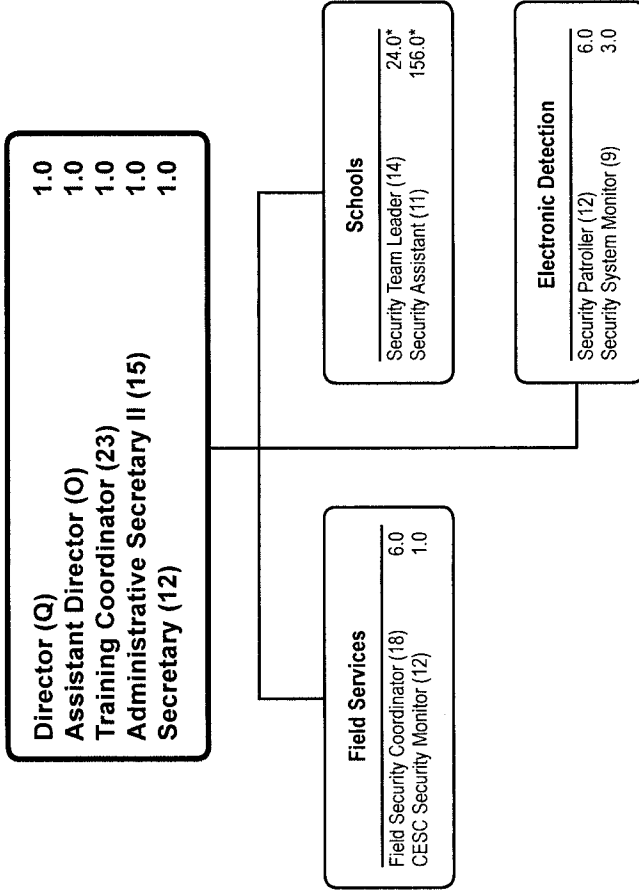 Director (Q) 1.0
Assistant Director (O) 1.0
Training Coordinator (23) 1.0
Administrative Secretary II (15) 1.0
Secretary (12) 1.0
Field Services
Field Security Coordinator (18) 6.0
CESC Security Monitor (12) 1.0
Schools
Security Team Leader (14) 24.0*
Security Assistant (11) 156.0*
Electronic Detection
Security Patroller (12) 6.0
Security System Monitor (9) 3.0